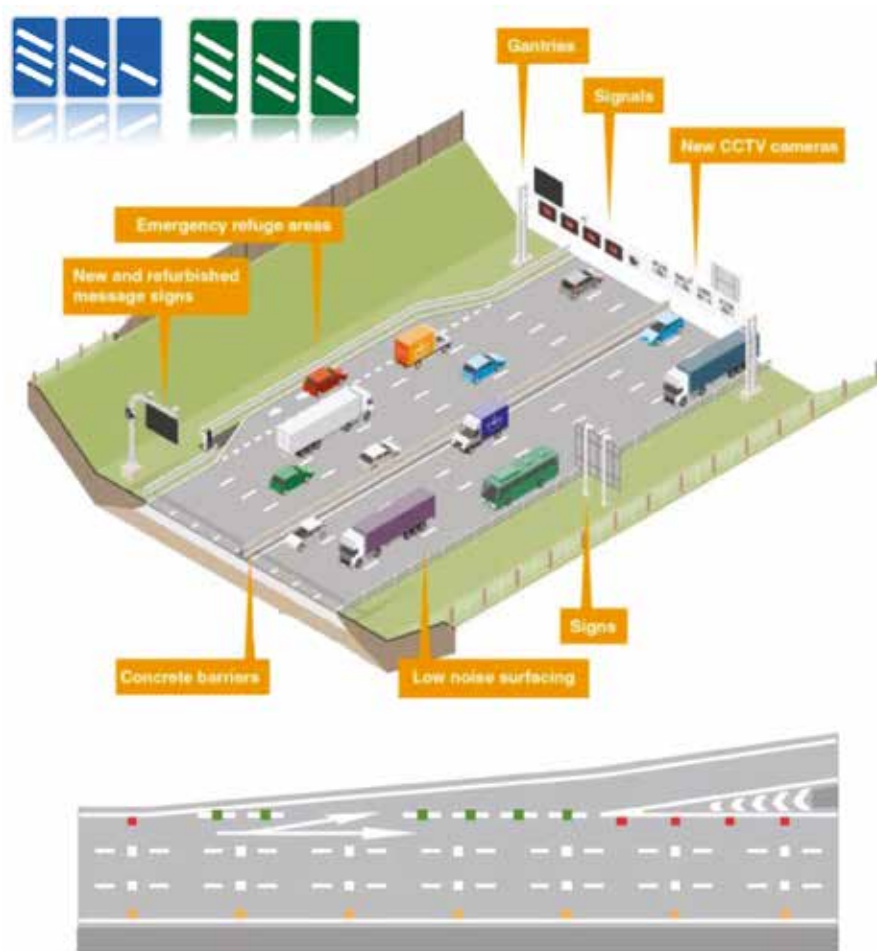 Gantries
Signals
New CCTV cameras
Emergency refuge areas
New and refurbished
message signs
Signs
Concrete barriers
Low noise surfacing